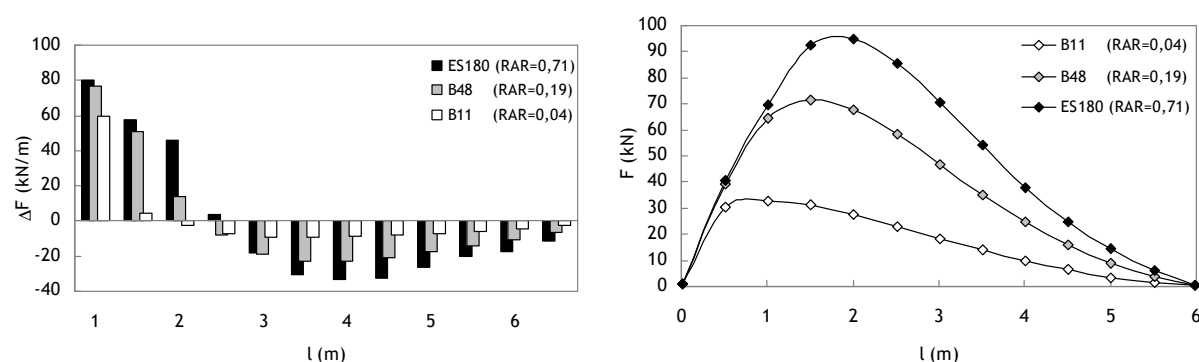 100
80
60
40
20
0
-20
-40
ΔF (kN/m)
ES180 (RAR=0,71)
B48 (RAR=0,19)
B11 (RAR=0,04)
1 2 3 4 5 6
l (m)
100
90
80
70
60
50
40
30
20
10
0
F (kN)
B11 (RAR=0,04)
B48 (RAR=0,19)
ES180 (RAR=0,71)
0 1 2 3 4 5 6
l (m)